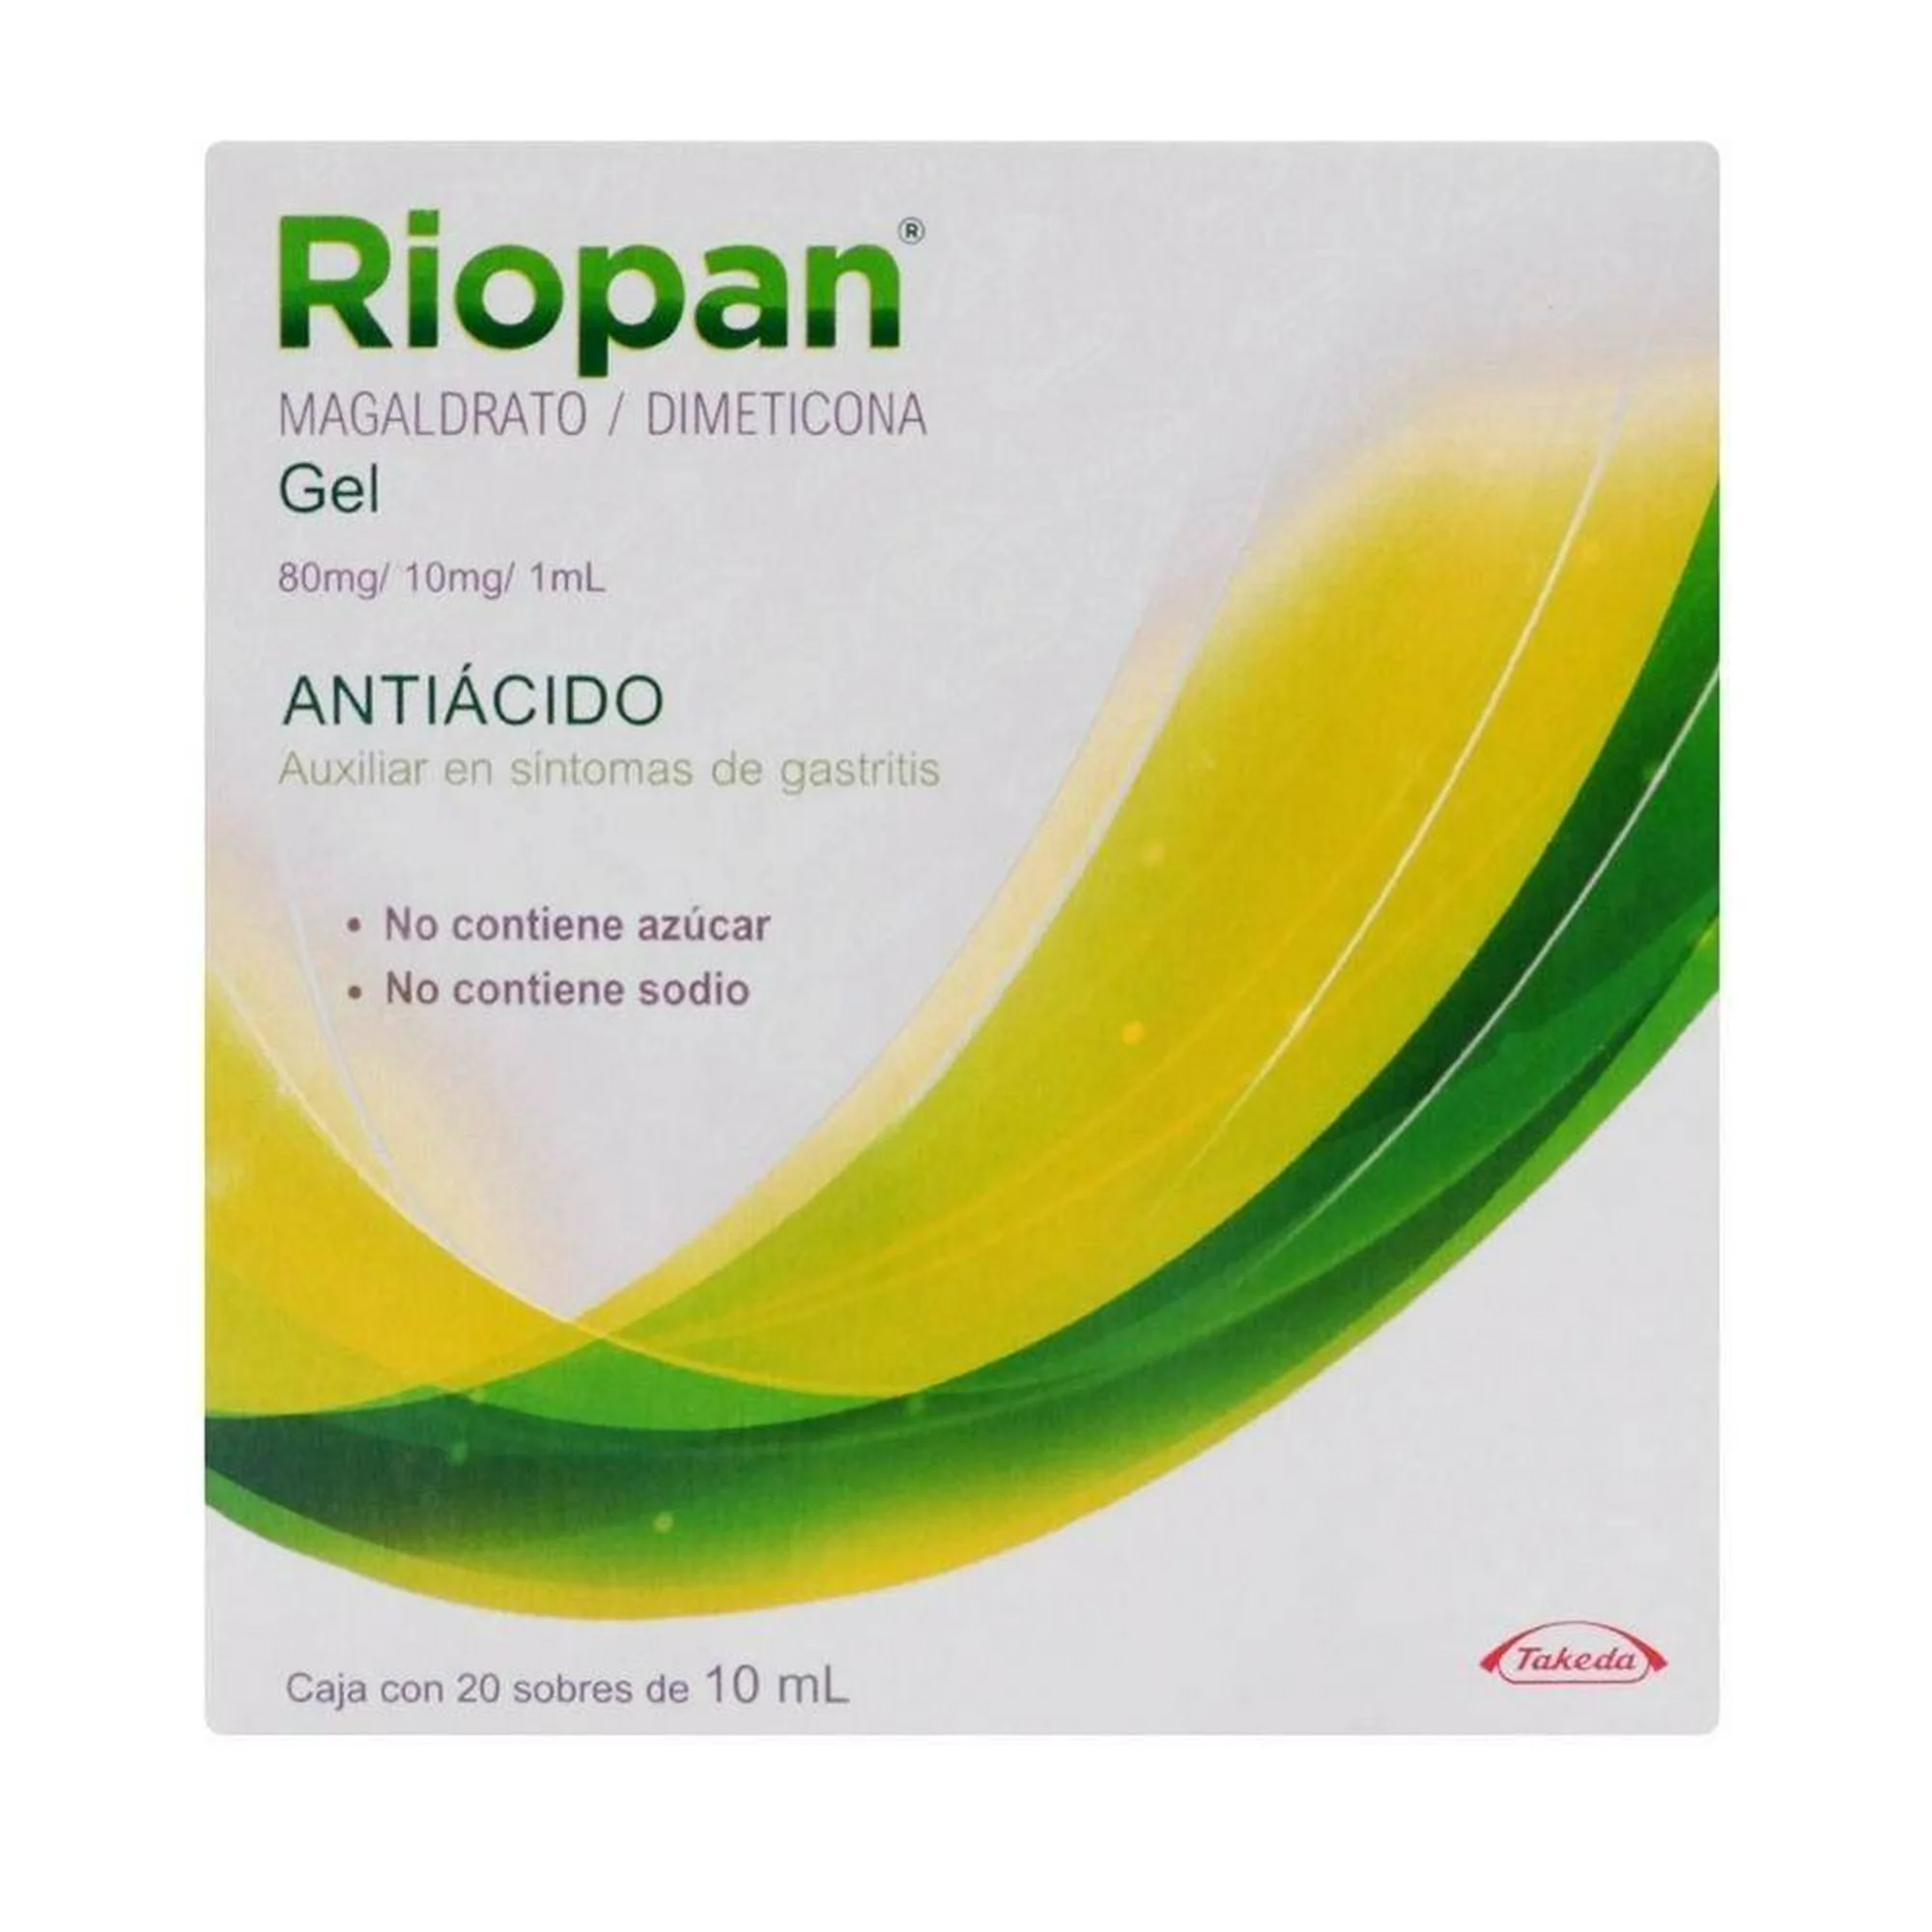 Riopan®
MAGALDRATO / DIMETICONA
Gel
80mg/ 10mg/ 1mL
ANTIÁCIDO
Auxiliar en síntomas de gastritis
• No contiene azúcar
• No contiene sodio
Caja con 20 sobres de 10 mL
Takeda